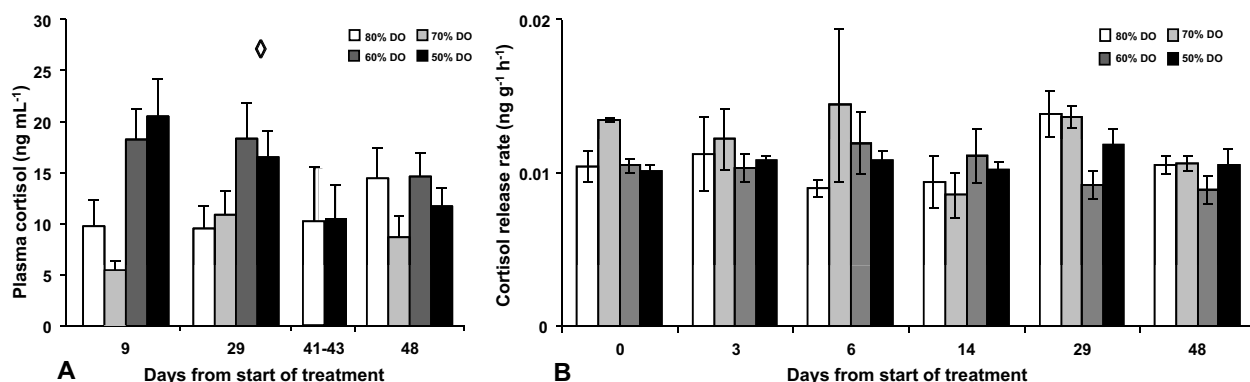 30
25
20
15
10
5
0
Plasma cortisol (ng mL⁻¹)
80% DO 70% DO
60% DO 50% DO
9 29 41-43 48
A Days from start of treatment
0.02
0.01
0
Cortisol release rate (ng g⁻¹ h⁻¹)
80% DO 70% DO
60% DO 50% DO
0 3 6 14 29 48
B Days from start of treatment